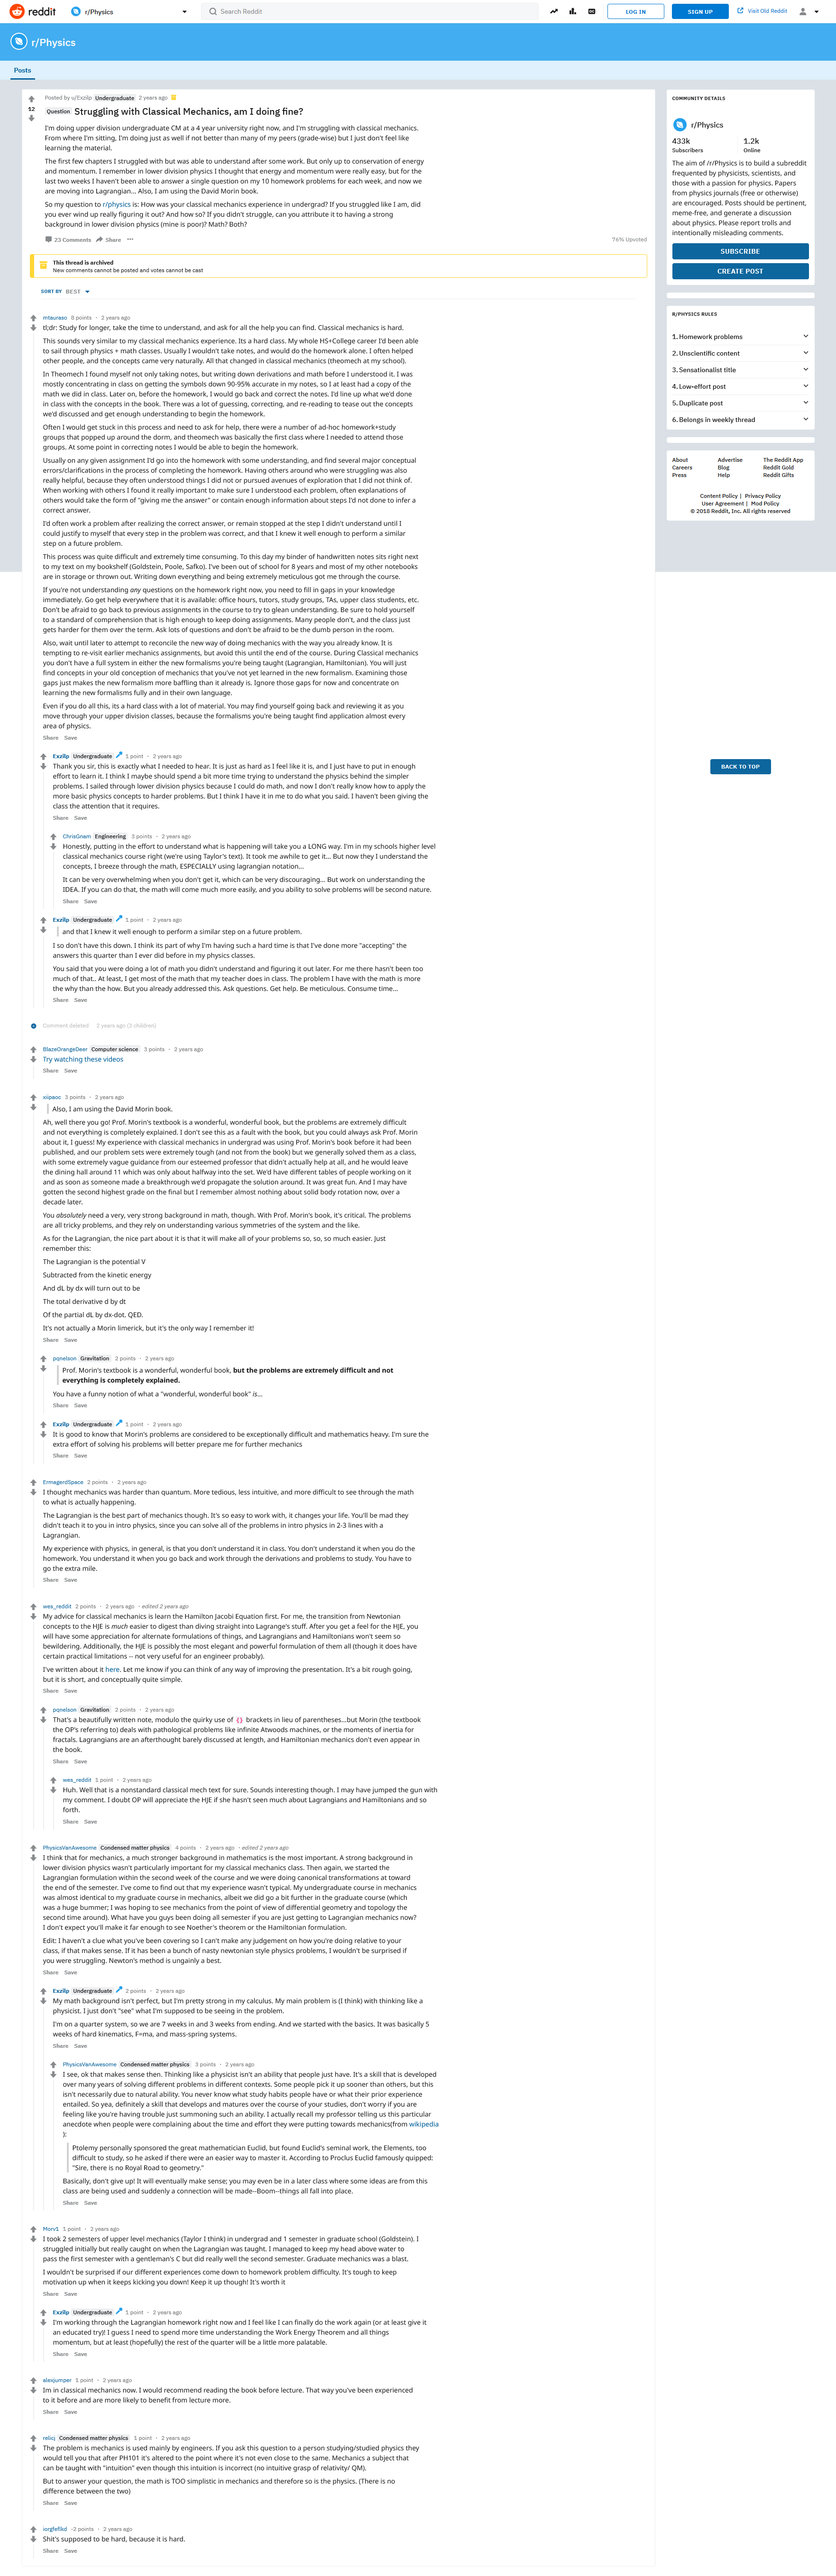 reddit
r/Physics
Search Reddit
LOG IN
SIGN UP
Visit Old Reddit
r/Physics
Posts
12
Posted by u/Exzilp Undergraduate 2 years ago
Question Struggling with Classical Mechanics, am I doing fine?
I'm doing upper division undergraduate CM at a 4 year university right now, and I'm struggling with classical mechanics.
From where I'm sitting, I'm doing just as well if not better than many of my peers (grade-wise) but I just don't feel like
learning the material.
The first few chapters I struggled with but was able to understand after some work. But only up to conservation of energy
and momentum. I remember in lower division physics I thought that energy and momentum were really easy, but for the
last two weeks I haven't been able to answer a single question on my 10 homework problems for each week, and now we
are moving into Lagrangian... Also, I am using the David Morin book.
So my question to r/physics is: How was your classical mechanics experience in undergrad? If you struggled like I am, did
you ever wind up really figuring it out? And how so? If you didn't struggle, can you attribute it to having a strong
background in lower division physics (mine is poor)? Math? Both?
23 Comments Share ···
76% Upvoted
This thread is archived
New comments cannot be posted and votes cannot be cast
SORT BY BEST
mtauraso 8 points · 2 years ago
tl;dr: Study for longer, take the time to understand, and ask for all the help you can find. Classical mechanics is hard.
This sounds very similar to my classical mechanics experience. Its a hard class. My whole HS+College career I'd been able
to sail through physics + math classes. Usually I wouldn't take notes, and would do the homework alone. I often helped
other people, and the concepts came very naturally. All that changed in classical mechanics (theomech at my school).
In Theomech I found myself not only taking notes, but writing down derivations and math before I understood it. I was
mostly concentrating in class on getting the symbols down 90-95% accurate in my notes, so I at least had a copy of the
math we did in class. Later on, before the homework, I would go back and correct the notes. I'd line up what we'd done
in class with the concepts in the book. There was a lot of guessing, correcting, and re-reading to tease out the concepts
we'd discussed and get enough understanding to begin the homework.
Often I would get stuck in this process and need to ask for help, there were a number of ad-hoc homework+study
groups that popped up around the dorm, and theomech was basically the first class where I needed to attend those
groups. At some point in correcting notes I would be able to begin the homework.
Usually on any given assignment I'd go into the homework with some understanding, and find several major conceptual
errors/clarifications in the process of completing the homework. Having others around who were struggling was also
really helpful, because they often understood things I did not or pursued aves of evaluation that I did not think of.
When working with others I found it really important to make sure I understood each problem, often explanations of
others would take the form of "giving me the answer" or contain enough information about steps I'd not done to infer a
correct answer.
I'd often work a problem after realizing the correct answer, or remain stopped at the step I didn't understand until I
could justify to myself that every step in the problem was correct, and that I knew it well enough to perform a similar
step on a future problem.
This process was quite difficult and extremely time consuming. To this day my binder of handwritten notes sits right next
to my text on my bookshelf (Goldstein, Poole, Safko). I've been out of school for 8 years and most of my other notebooks
are in storage or thrown out. Writing down everything and being extremely meticulous got me through the course.
If you're not understanding any questions on the homework right now, you need to fill in gaps in your knowledge
immediately. Go get help everywhere that it is available: office hours, tutors, study groups, TAs, upper class students, etc.
Don't be afraid to go back to previous assignments in the course to try to glean understanding. Be sure to hold yourself
to a standard of comprehension that is high enough to keep doing assignments. Many people don't, and the class just
gets harder for them over the term. Ask lots of questions and don't be afraid to be the dumb person in the room.
Also, wait until later to attempt to reconcile the new way of doing mechanics with the way you already know. It is
tempting to re-visit earlier mechanics assignments, but avoid this until the end of the course. During Classical mechanics
you don't have a full system in either the new formalisms you're being taught (Lagrangian, Hamiltonian). You will just
find concepts in your old conception of mechanics that you've not yet learned in the new formalism. Examining those
gaps will make the new formalisms more baffling than it already is. Ignore those gaps for now and concentrate on
learning the new formalisms fully and in their own language.
Even if you do all this, its a hard class with a lot of material. You may find yourself going back and reviewing it as you
move through your upper division classes, because the formalisms you're being taught find application almost every
area of physics.
Share Save
Exzilp Undergraduate 1 point · 2 years ago
Thank you sir, this is exactly what I needed to hear. It is just as hard as I feel like it is, and I just have to put in enough
effort to learn it. I think I maybe should spend a bit more time trying to understand the physics behind the simpler
problems. I sailed through lower division physics because I could do math, and now I don't really know how to apply the
more basic physics concepts to harder problems. But I think I have it in me to do what you said. I haven't been giving the
class the attention that it requires.
Share Save
ChrisGnam Engineering 3 points · 2 years ago
Honestly, putting in the effort to understand what is happening will take you a LONG way. I'm in my schools higher level
classical mechanics course right (we're using Taylor's text). It took me awhile to get it... But now they I understand the
concepts, I breeze through the math, ESPECIALLY using lagrangian notation...
It can be very overwhelming when you don't get it, which can be very discouraging... But work on understanding the
IDEA. If you can do that, the math will come much more easily, and you ability to solve problems will be second nature.
Share Save
Exzilp Undergraduate 1 point · 2 years ago
and that I knew it well enough to perform a similar step on a future problem.
I so don't have this down. I think its part of why I'm having such a hard time is that I've done more "accepting" the
answers this quarter than I ever did before in my physics classes.
You said that you were doing a lot of math you didn't understand and figuring it out later. For me there hasn't been too
much of that.. At least, I get most of the math that my teacher does in class. The problem I have with the math is more
the why than the how. But you already addressed this. Ask questions. Get help. Be meticulous. Consume time...
Share Save
Comment deleted 2 years ago (3 children)
BlazeOrangeDeer Computer science 3 points · 2 years ago
Try watching these videos
Share Save
xiipaoc 3 points · 2 years ago
Also, I am using the David Morin book.
Ah, well there you go! Prof. Morin's textbook is a wonderful, wonderful book, but the problems are extremely difficult
and not everything is completely explained. I don't see this as a fault with the book, but you could always ask Prof. Morin
about it, I guess! My experience with classical mechanics in undergrad was using Prof. Morin's book before it had been
published, and our problem sets were extremely tough (and not from the book) but we generally solved them as a class,
with some extremely vague guidance from our esteemed professor that didn't actually help at all, and he would leave
the dining hall around 11 which was only about halfway into the set. We'd have different tables of people working on it
and as soon as someone made a breakthrough we'd propagate the solution around. It was great fun. And I may have
gotten the second highest grade on the final but I remember almost nothing about solid body rotation now, over a
decade later.
You absolutely need a very, very strong background in math, though. With Prof. Morin's book, it's critical. The problems
are all tricky problems, and they rely on understanding various symmetries of the system and the like.
As for the Lagrangian, the nice part about it is that it will make all of your problems so, so, so much easier. Just
remember this:
The Lagrangian is the potential V
Subtracted from the kinetic energy
And dL by dx will turn out to be
The total derivative d by dt
Of the partial dL by dx-dot. QED.
It's not actually a Morin limerick, but it's the only way I remember it!
Share Save
pqnelson Gravitation 2 points · 2 years ago
Prof. Morin's textbook is a wonderful, wonderful book, but the problems are extremely difficult and not
everything is completely explained.
You have a funny notion of what a "wonderful, wonderful book" is...
Share Save
Exzilp Undergraduate 1 point · 2 years ago
It is good to know that Morin's problems are considered to be exceptionally difficult and mathematics heavy. I'm sure the
extra effort of solving his problems will better prepare me for further mechanics
Share Save
ErmagerdSpace 2 points · 2 years ago
I thought mechanics was harder than quantum. More tedious, less intuitive, and more difficult to see through the math
to what is actually happening.
The Lagrangian is the best part of mechanics though. It's so easy to work with, it changes your life. You'll be mad they
didn't teach it to you in intro physics, since you can solve all of the problems in intro physics in 2-3 lines with a
Lagrangian.
My experience with physics, in general, is that you don't understand it in class. You don't understand it when you do the
homework. You understand it when you go back and work through the derivations and problems to study. You have to
go the extra mile.
Share Save
wes_reddit 2 points · 2 years ago · edited 2 years ago
My advice for classical mechanics is learn the Hamilton Jacobi Equation first. For me, the transition from Newtonian
concepts to the HJE is much easier to digest than diving straight into Lagrange's stuff. After you get a feel for the HJE, you
will have some appreciation for alternate formulations of things, and Lagrangians and Hamiltonians won't seem so
bewildering. Additionally, the HJE is possibly the most elegant and powerful formulation of them all (though it does have
certain practical limitations -- not very useful for an engineer probably).
I've written about it here. Let me know if you can think of any way of improving the presentation. It's a bit rough going,
but it is short, and conceptually quite simple.
Share Save
pqnelson Gravitation 2 points · 2 years ago
That's a beautifully written note, modulo the quirky use of {} brackets in lieu of parentheses...but Morin (the textbook
the OP's referring to) deals with pathological problems like infinite Atwoods machines, or the moments of inertia for
fractals. Lagrangians are an afterthought barely discussed at length, and Hamiltonian mechanics don't even appear in
the book.
Share Save
wes_reddit 1 point · 2 years ago
Huh. Well that is a nonstandard classical mech text for sure. Sounds interesting though. I may have jumped the gun with
my comment. I doubt OP will appreciate the HJE if she hasn't seen much about Lagrangians and Hamiltonians and so
forth.
Share Save
PhysicsVanAwesome Condensed matter physics 4 points · 2 years ago · edited 2 years ago
I think that for mechanics, a much stronger background in mathematics is the most important. A strong background in
lower division physics wasn't particularly important for my classical mechanics class. Then again, we started the
Lagrangian formulation within the second week of the course and we were doing canonical transformations at toward
the end of the semester. I've come to find out that my experience wasn't typical. My undergraduate course in mechanics
was almost identical to my graduate course in mechanics, albeit we did go a bit further in the graduate course (which
was a huge bummer; I was hoping to see mechanics from the point of view of differential geometry and topology the
second time around). What have you guys been doing all semester if you are just getting to Lagrangian mechanics now?
I don't expect you'll make it far enough to see Noether's theorem or the Hamiltonian formulation.
Edit: I haven't a clue what you've been covering so I can't make any judgement on how you're doing relative to your
class, if that makes sense. If it has been a bunch of nasty newtonian style physics problems, I wouldn't be surprised if
you were struggling. Newton's method is ungainly a best.
Share Save
Exzilp Undergraduate 2 points · 2 years ago
My math background isn't perfect, but I'm pretty strong in my calculus. My main problem is (I think) with thinking like a
physicist. I just don't "see" what I'm supposed to be seeing in the problem.
I'm on a quarter system, so we are 7 weeks in and 3 weeks from ending. And we started with the basics. It was basically 5
weeks of hard kinematics, F=ma, and mass-spring systems.
Share Save
PhysicsVanAwesome Condensed matter physics 3 points · 2 years ago
I see, ok that makes sense then. Thinking like a physicist isn't an ability that people just have. It's a skill that is developed
over many years of solving different problems in different contexts. Some people pick it up sooner than others, but this
isn't necessarily due to natural ability. You never know what study habits people have or what their prior experience
entailed. So yea, definitely a skill that develops and matures over the course of your studies, don't worry if you are
feeling like you're having trouble just summoning such an ability. I actually recall my professor telling us this particular
anecdote when people were complaining about the time and effort they were putting towards mechanics(from wikipedia
):
Ptolemy personally sponsored the great mathematician Euclid, but found Euclid's seminal work, the Elements, too
difficult to study, so he asked if there were an easier way to master it. According to Proclus Euclid famously quipped:
"Sire, there is no Royal Road to geometry."
Basically, don't give up! It will eventually make sense; you may even be in a later class where some ideas are from this
class are being used and suddenly a connection will be made--Boom--things all fall into place.
Share Save
Msrv1 1 point · 2 years ago
I took 2 semesters of upper level mechanics (Taylor I think) in undergrad and 1 semester in graduate school (Goldstein). I
struggled initially but really caught on when the Lagrangian was taught. I managed to keep my head above water to
pass the first semester with a gentleman's C but did really well the second semester. Graduate mechanics was a blast.
I wouldn't be surprised if our different experiences come down to homework problem difficulty. It's tough to keep
motivation up when it keeps kicking you down! Keep it up though! It's worth it
Share Save
Exzilp Undergraduate 1 point · 2 years ago
I'm working through the Lagrangian homework right now and I feel like I can finally do the work again (or at least give it
an educated try)! I guess I need to spend more time understanding the Work Energy Theorem and all things
momentum, but at least (hopefully) the rest of the quarter will be a little more palatable.
Share Save
alexjumper 1 point · 2 years ago
Im in classical mechanics now. I would recommend reading the book before lecture. That way you've been experienced
to it before and are more likely to benefit from lecture more.
Share Save
relicj Condensed matter physics 1 point · 2 years ago
The problem is mechanics is used mainly by engineers. If you ask this question to a person studying/studied physics they
would tell you that after PH101 it's altered to the point where it's not even close to the same. Mechanics a subject that
can be taught with "intuition" even though this intuition is incorrect (no intuitive grasp of relativity/ QM).
But to answer your question, the math is TOO simplistic in mechanics and therefore so is the physics. (There is no
difference between the two)
Share Save
iorgfeflkd -2 points · 2 years ago
Shit's supposed to be hard, because it is hard.
Share Save
COMMUNITY DETAILS
r/Physics
433k
Subscribers
1.2k
Online
The aim of /r/Physics is to build a subreddit
frequented by physicists, scientists, and
those with a passion for physics. Papers
from physics journals (free or otherwise)
are encouraged. Posts should be pertinent,
meme-free, and generate a discussion
about physics. Please report trolls and
intentionally misleading comments.
SUBSCRIBE
CREATE POST
R/PHYSICS RULES
1. Homework problems
2. Unscientific content
3. Sensationalist title
4. Low-effort post
5. Duplicate post
6. Belongs in weekly thread
About
Careers
Press
Advertise
Blog
Help
The Reddit App
Reddit Gold
Reddit Gifts
Content Policy | Privacy Policy
User Agreement | Mod Policy
© 2018 Reddit, Inc. All rights reserved
BACK TO TOP